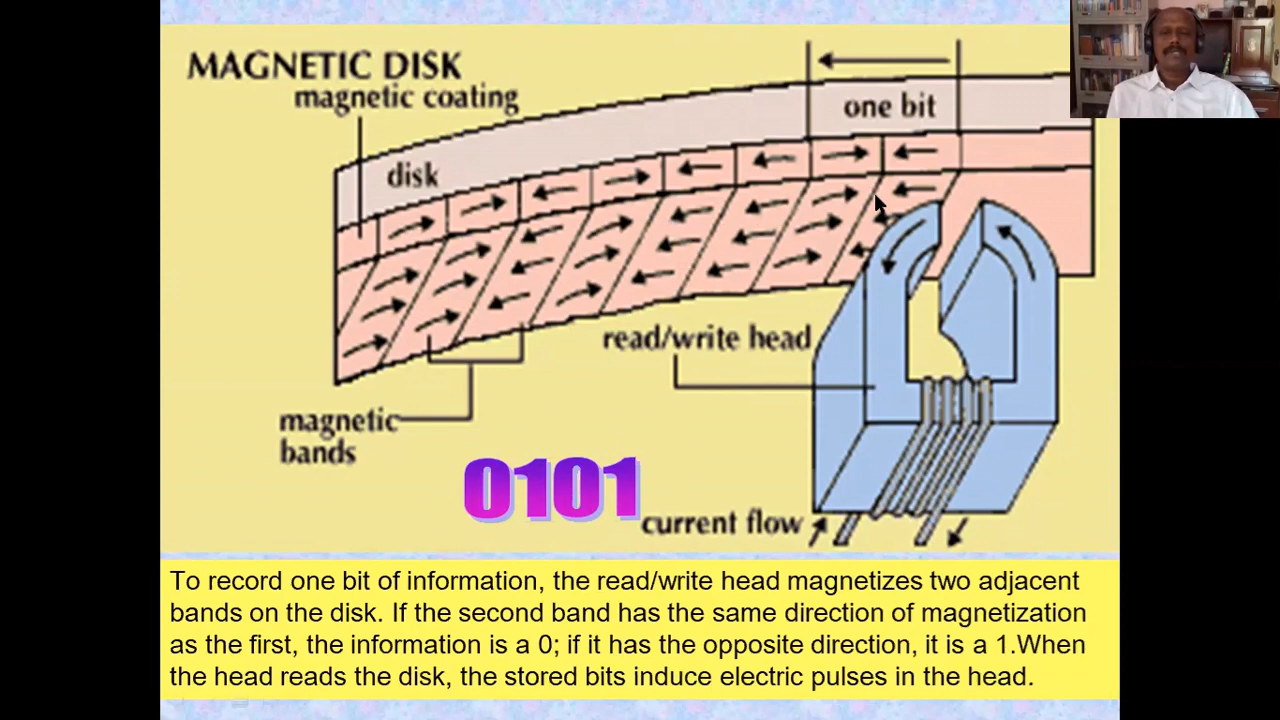 MAGNETIC DISK
magnetic coating
one bit
disk
read/write head
magnetic
bands
0101
current flow
To record one bit of information, the read/write head magnetizes two adjacent
bands on the disk. If the second band has the same direction of magnetization
as the first, the information is a 0; if it has the opposite direction, it is a 1.When
the head reads the disk, the stored bits induce electric pulses in the head.